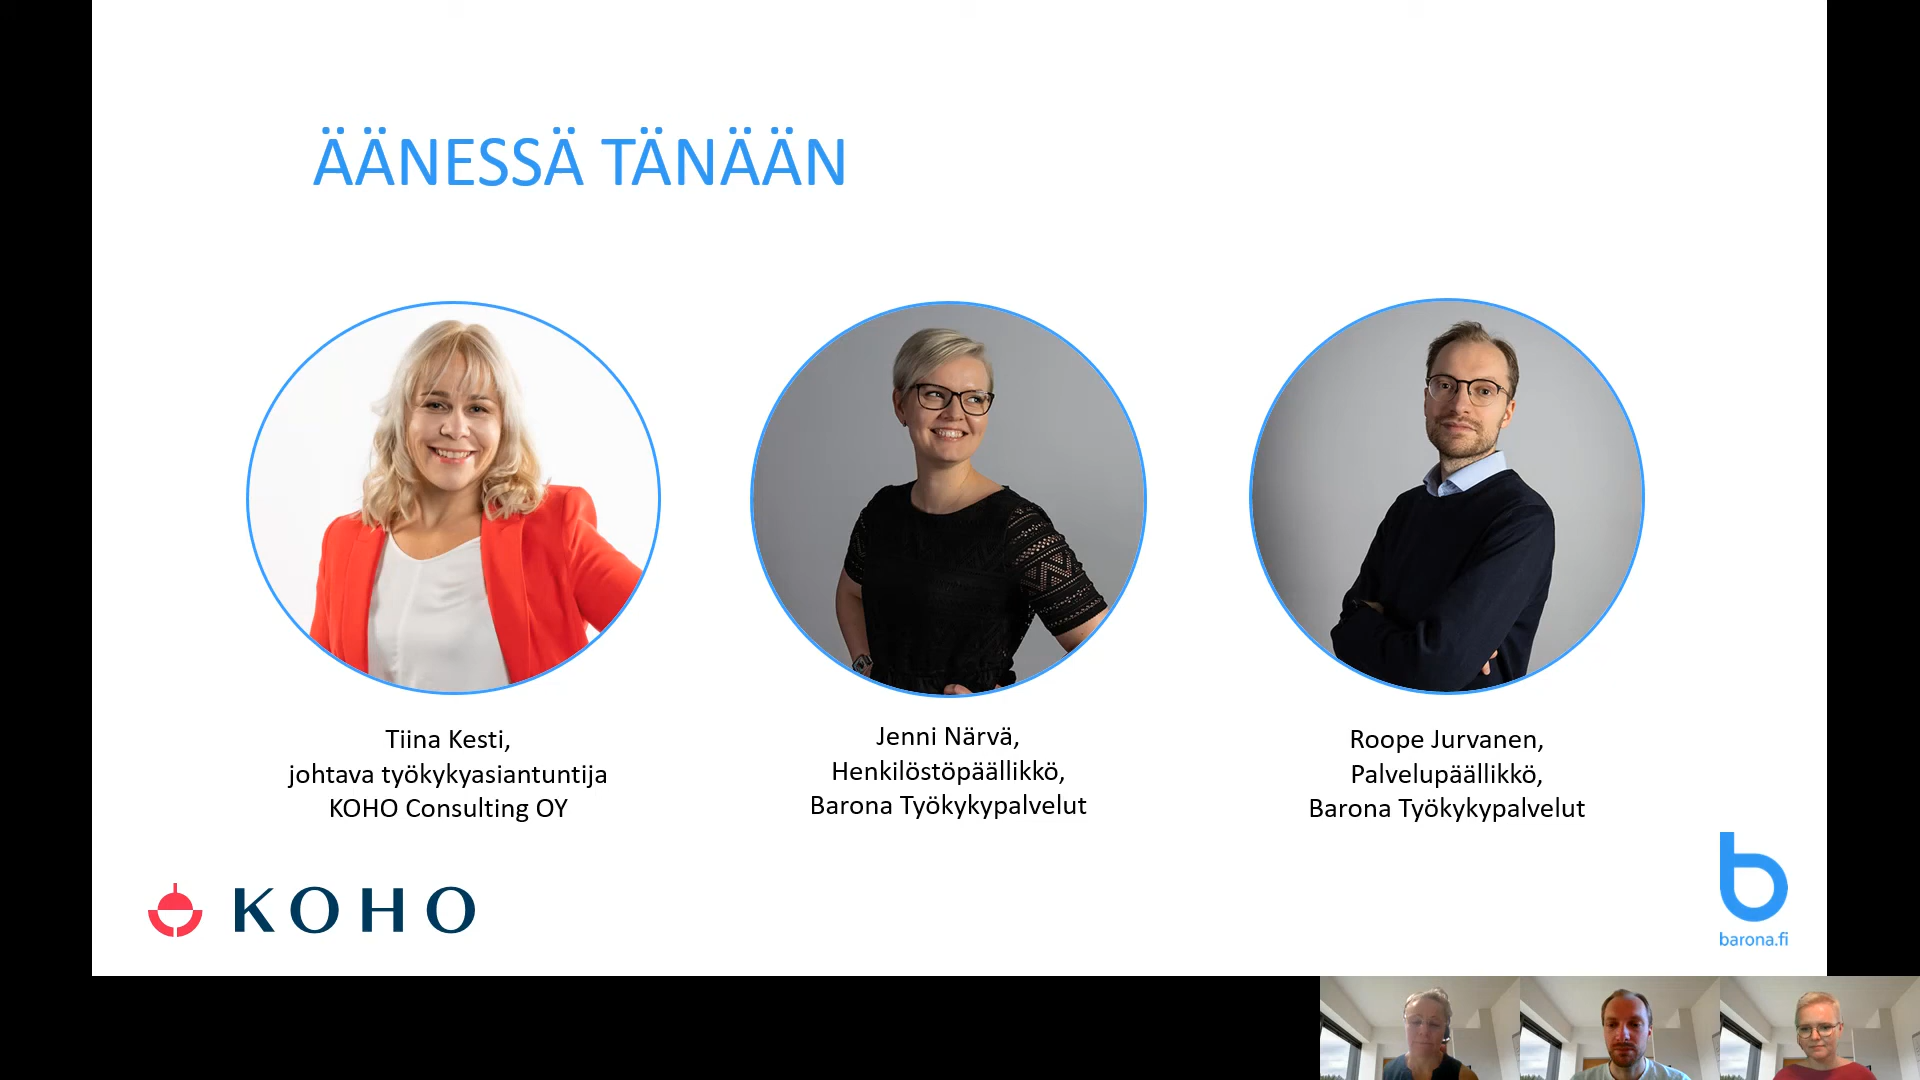 ÄÄNESSÄ TÄNÄÄN
Tiina Kesti,
johtava työkykyasiantuntija
KOHO Consulting OY
Jenni Närvä,
Henkilöstöpäällikkö,
Barona Työkykypalvelut
Roope Jurvanen,
Palvelupäällikkö,
Barona Työkykypalvelut
KOHO
b
barona.fi